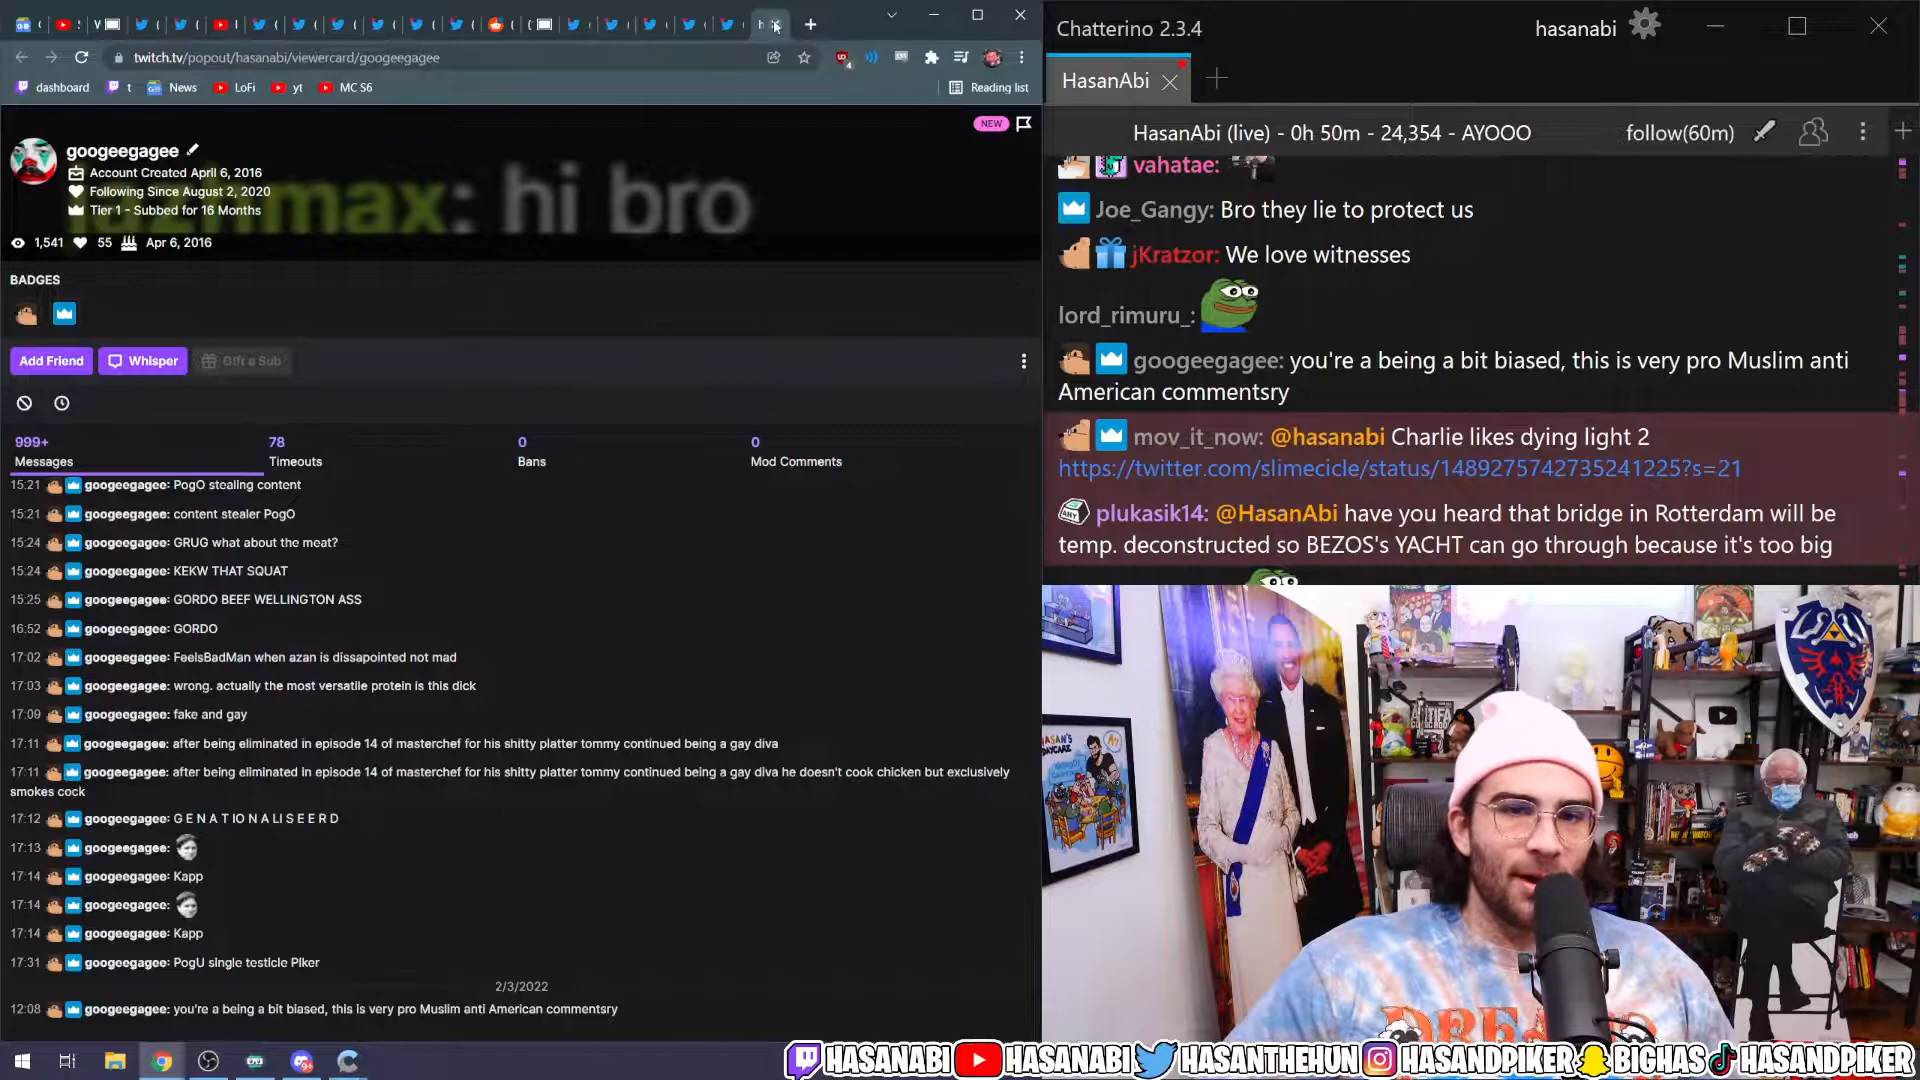 twitch.tv/popout/hasanabi/viewercard/googeegagee
dashboard t News LoFi yt MC S6 Reading list
NEW
googeegagee
Account Created April 6, 2016
Following Since August 2, 2020
Tier 1 - Subbed for 16 Months
max: hi bro
1,541 55 Apr 6, 2016
BADGES
Add Friend Whisper Gift a Sub
999+ 78 0 0
Messages Timeouts Bans Mod Comments
15:21 googeegagee: PogO stealing content
15:21 googeegagee: content stealer PogO
15:24 googeegagee: GRUG what about the meat?
15:24 googeegagee: KEKW THAT SQUAT
15:25 googeegagee: GORDO BEEF WELLINGTON ASS
16:52 googeegagee: GORDO
17:02 googeegagee: FeelsBadMan when azan is dissapointed not mad
17:03 googeegagee: wrong. actually the most versatile protein is this dick
17:09 googeegagee: fake and gay
17:11 googeegagee: after being eliminated in episode 14 of masterchef for his shitty platter tommy continued being a gay diva
17:11 googeegagee: after being eliminated in episode 14 of masterchef for his shitty platter tommy continued being a gay diva he doesn't cook chicken but exclusively
smokes cock
17:12 googeegagee: G E N A T I O N A L I S E E R D
17:13 googeegagee:
17:14 googeegagee: Kapp
17:14 googeegagee:
17:14 googeegagee: Kapp
17:31 googeegagee: PogU single testicle Piker
2/3/2022
12:08 googeegagee: you're a being a bit biased, this is very pro Muslim anti American commentsry
Chatterino 2.3.4 hasanabi
HasanAbi
HasanAbi (live) - 0h 50m - 24,354 - AYOOO follow(60m)
vahatae:
Joe_Gangy: Bro they lie to protect us
jKratzor: We love witnesses
lord_rimuru_:
googeegagee: you're a being a bit biased, this is very pro Muslim anti
American commentsry
mov_it_now: @hasanabi Charlie likes dying light 2
https://twitter.com/slimecicle/status/1489275742735241225?s=21
ANY plukasik14: @HasanAbi have you heard that bridge in Rotterdam will be
temp. deconstructed so BEZOS's YACHT can go through because it's too big
HASAN'S
DAYCARE
ANTIFA
DREAM
HASANABI HASANABI HASANTHEHUN HASANDPIKER BIGHAS HASANDPIKER